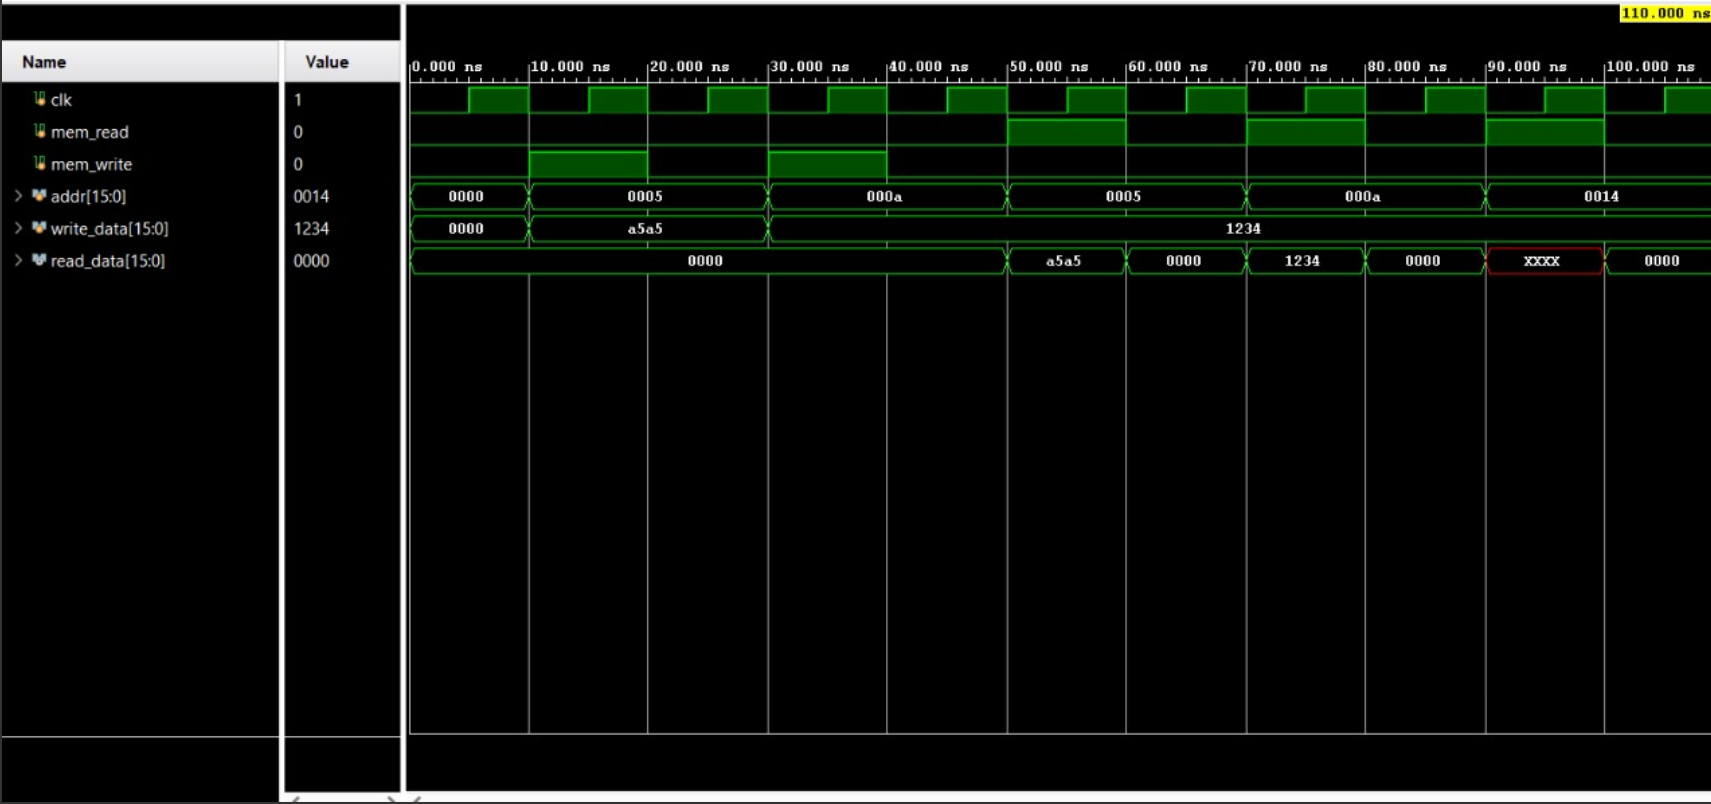 110.000 ns
Name Value
0.000 ns 10.000 ns 20.000 ns 30.000 ns 40.000 ns 50.000 ns 60.000 ns 70.000 ns 80.000 ns 90.000 ns 100.000 ns
clk 1
mem_read 0
mem_write 0
addr[15:0] 0014 0000 0005 000a 0005 000a 0014
write_data[15:0] 1234 0000 a5a5 1234
read_data[15:0] 0000 0000 a5a5 0000 1234 0000 XXXX 0000